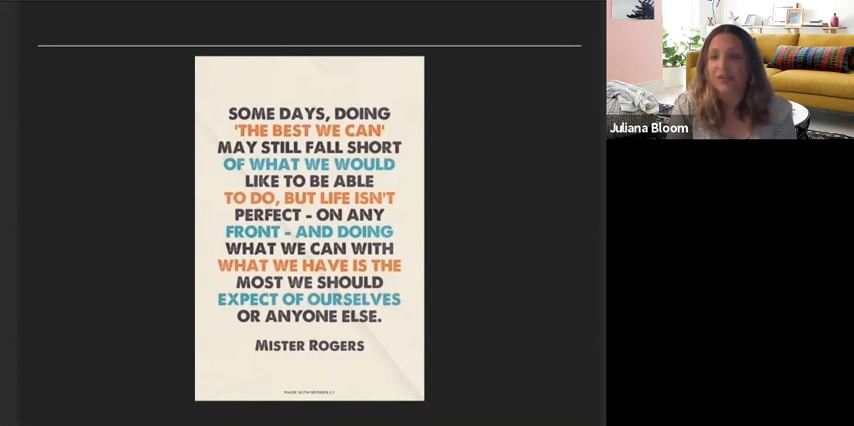 SOME DAYS, DOING
'THE BEST WE CAN'
MAY STILL FALL SHORT
OF WHAT WE WOULD
LIKE TO BE ABLE
TO DO, BUT LIFE ISN'T
PERFECT - ON ANY
FRONT - AND DOING
WHAT WE CAN WITH
WHAT WE HAVE IS THE
MOST WE SHOULD
EXPECT OF OURSELVES
OR ANYONE ELSE.
MISTER ROGERS
Juliana Bloom